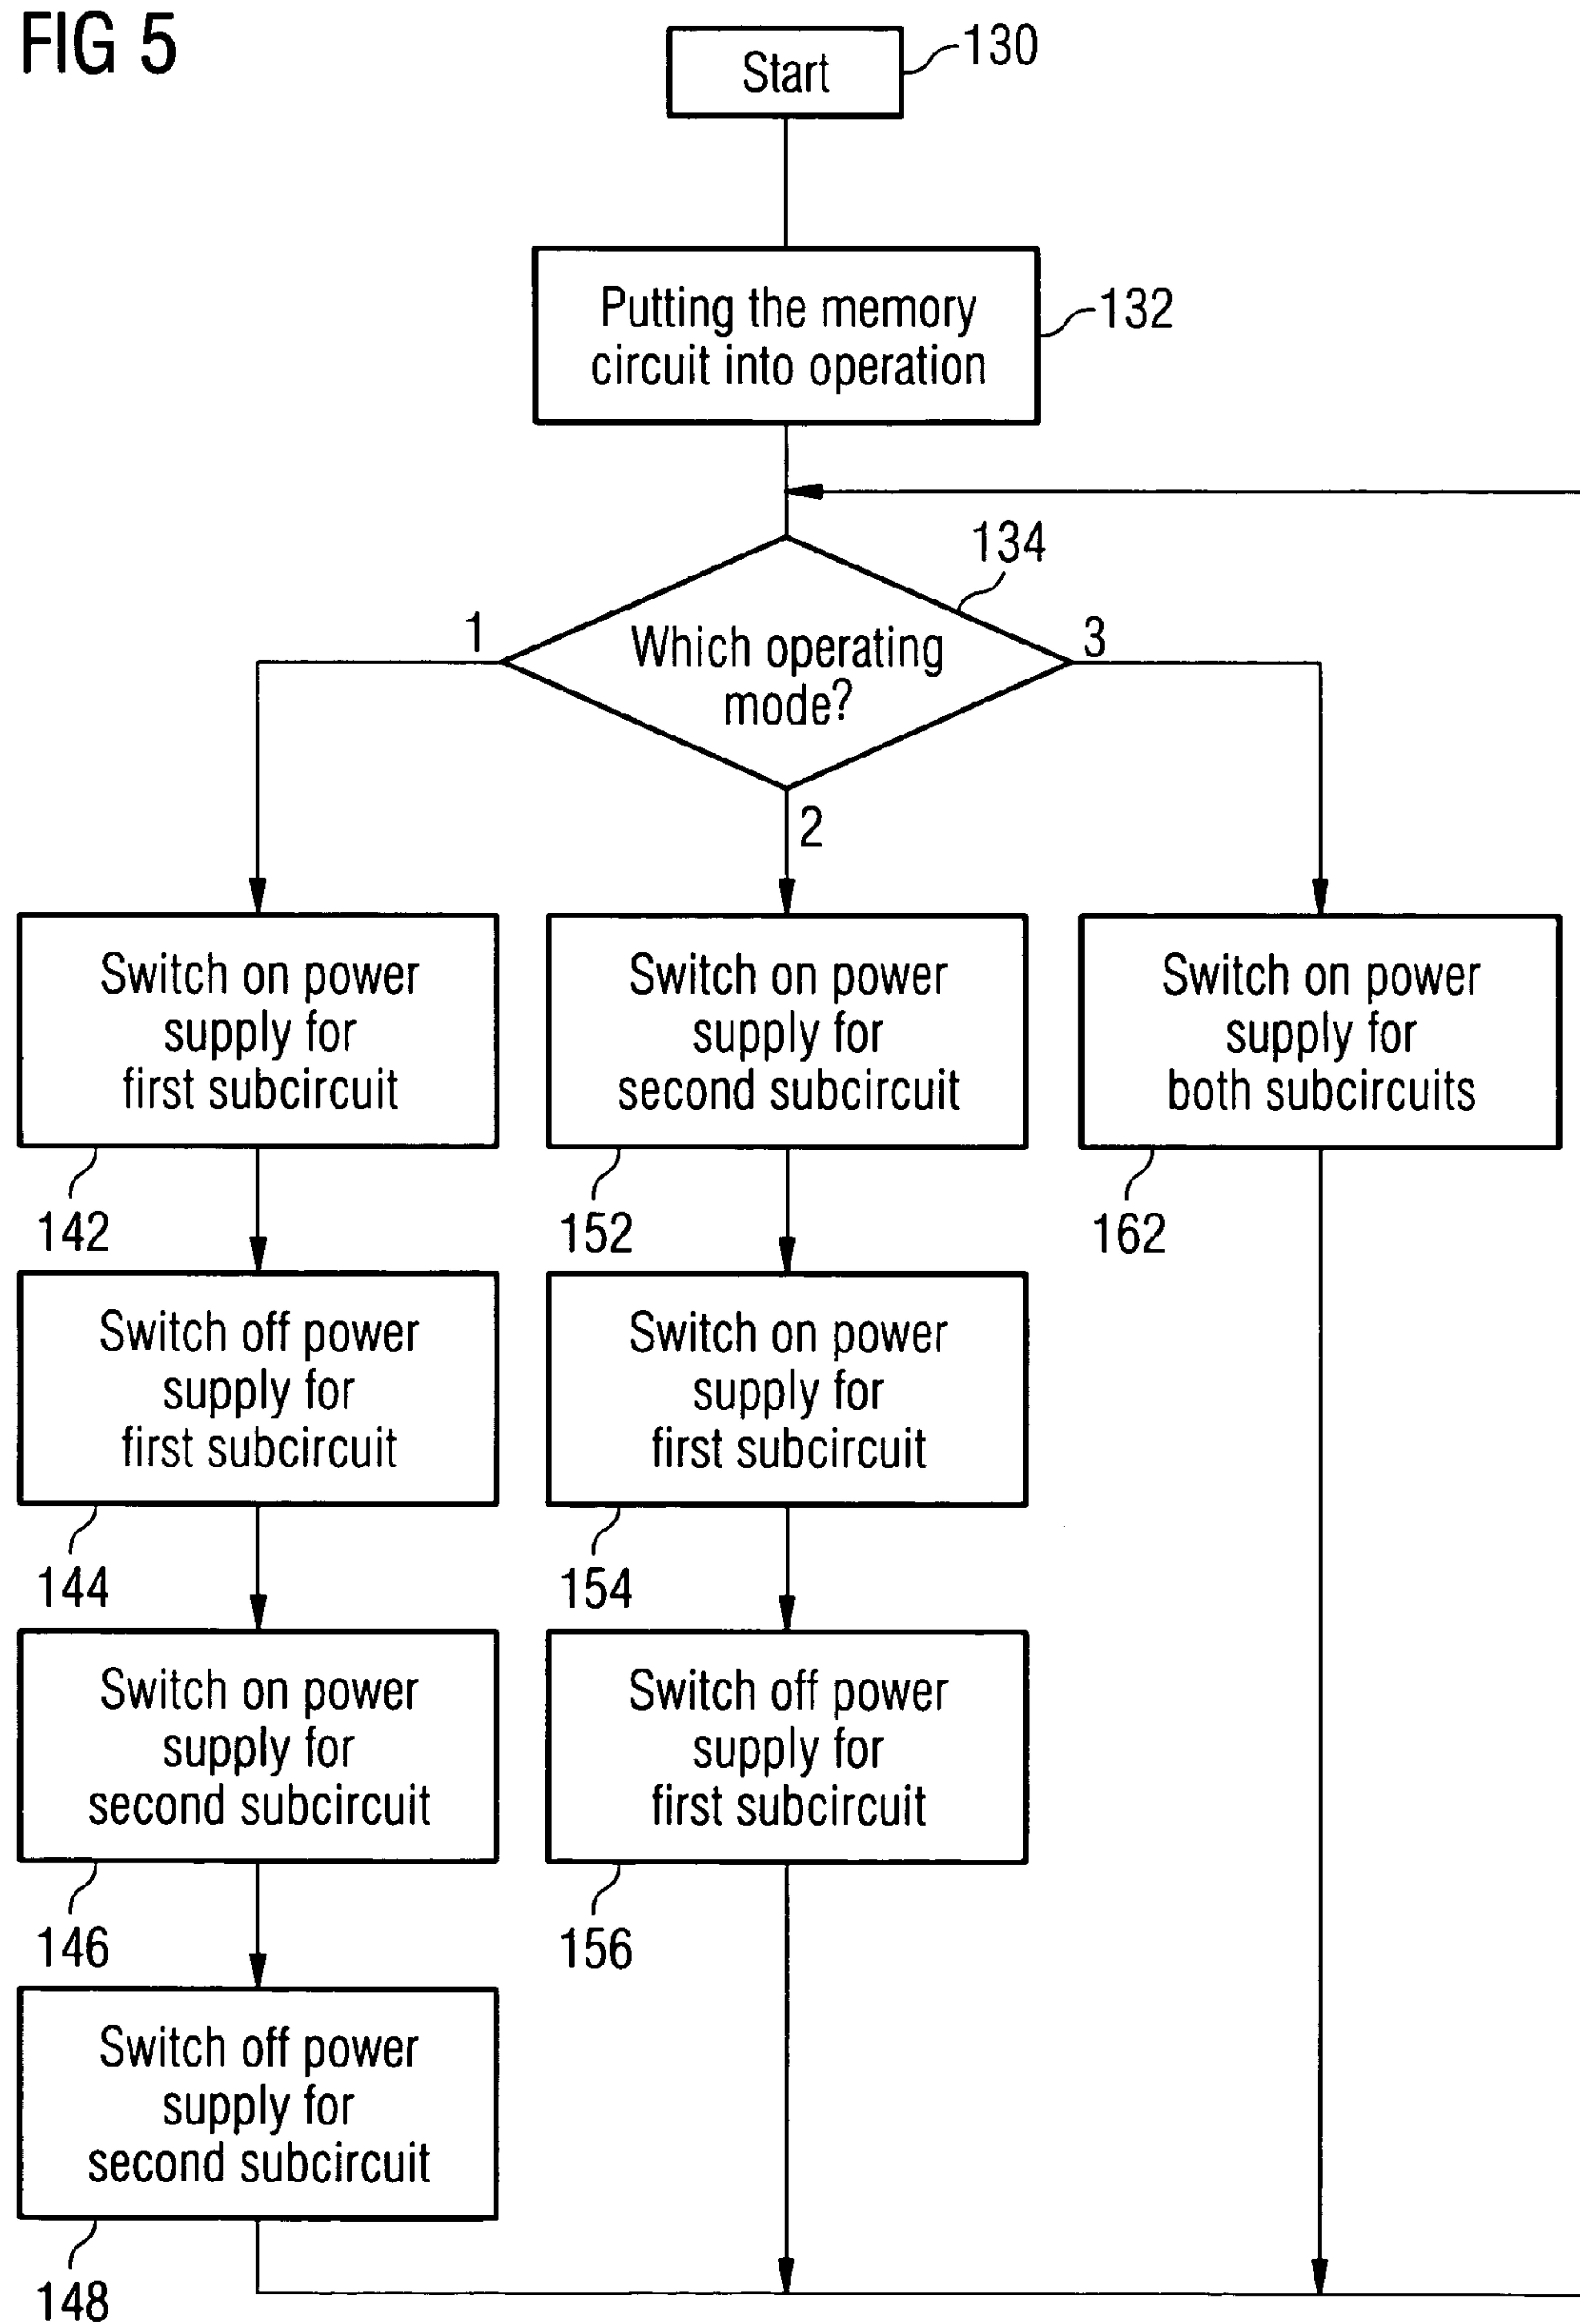 FIG 5
Start
130
Putting the memory
circuit into operation
132
134
1
Which operating
mode?
3
2
Switch on power
supply for
first subcircuit
142
Switch on power
supply for
second subcircuit
152
Switch on power
supply for
both subcircuits
162
Switch off power
supply for
first subcircuit
144
Switch on power
supply for
first subcircuit
154
Switch on power
supply for
second subcircuit
146
Switch off power
supply for
first subcircuit
156
Switch off power
supply for
second subcircuit
148